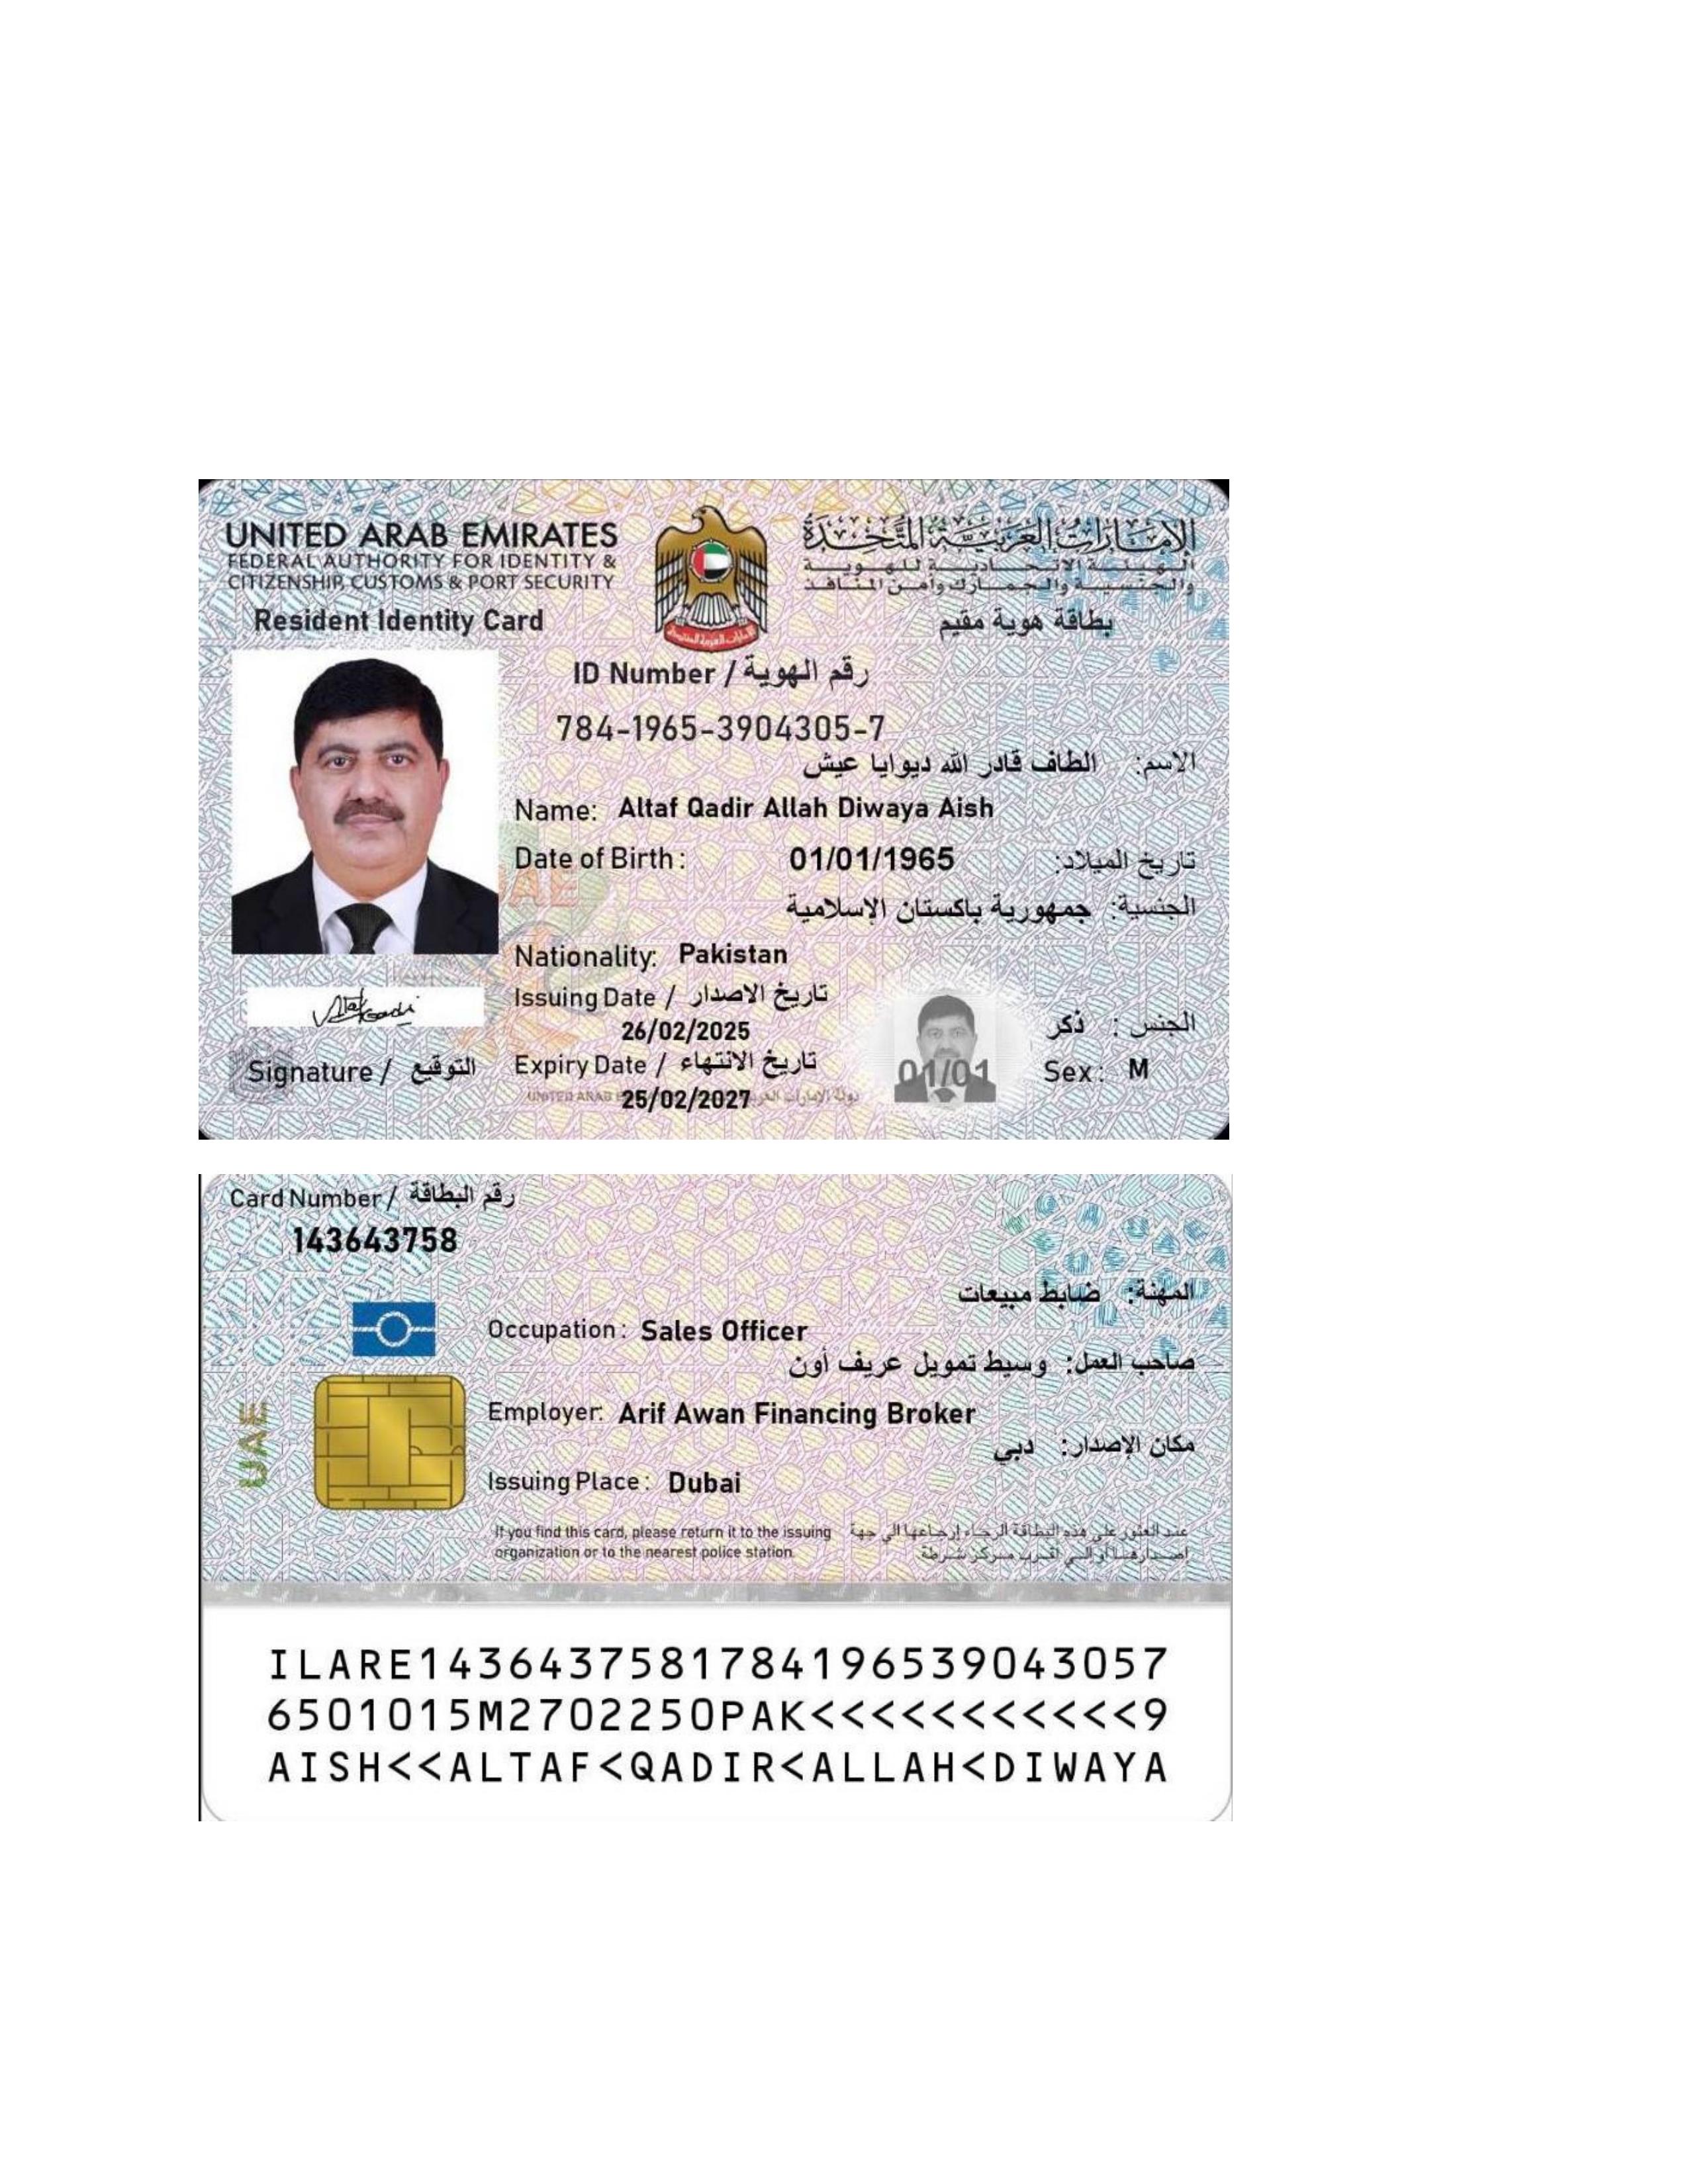 UNITED ARAB EMIRATES
FEDERAL AUTHORITY FOR IDENTITY &
CITIZENSHIP, CUSTOMS & PORT SECURITY
Resident Identity Card
الإمارات العربية المتحدة
الهيئة الاتحادية للهوية
والجنسية والجمارك وأمن المنافذ
بطاقة هوية مقيم
ID Number / رقم الهوية
784-1965-3904305-7
الاسم: الطاف قادر الله ديوايا عيش
Name: Altaf Qadir Allah Diwaya Aish
Date of Birth : 01/01/1965 تاريخ الميلاد:
الجنسية: جمهورية باكستان الإسلامية
Nationality: Pakistan
Issuing Date / تاريخ الاصدار
26/02/2025
Expiry Date / تاريخ الانتهاء
25/02/2027
الجنس : ذكر
Sex : M
01/01
Signature / التوقيع
Card Number / رقم البطاقة
143643758
المهنة: ضابط مبيعات
Occupation : Sales Officer
صاحب العمل: وسيط تمويل عريف أون
Employer: Arif Awan Financing Broker
مكان الإصدار: دبي
Issuing Place : Dubai
UAE
If you find this card, please return it to the issuing
organization or to the nearest police station.
عند العثور على هذه البطاقة الرجاء إرجاعها الى جهة
اصدارها أو الى أقرب مركز شرطة
ILARE1436437581784196539043057
6501015M2702250PAK<<<<<<<<<<<9
AISH<<ALTAF<QADIR<ALLAH<DIWAYA